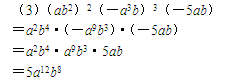 (3)（ab²）²（－a³b）³（－5ab）
＝a²b⁴·（－a⁹b³）·（－5ab）
＝a²b⁴·a⁹b³·5ab
＝5a¹²b⁸